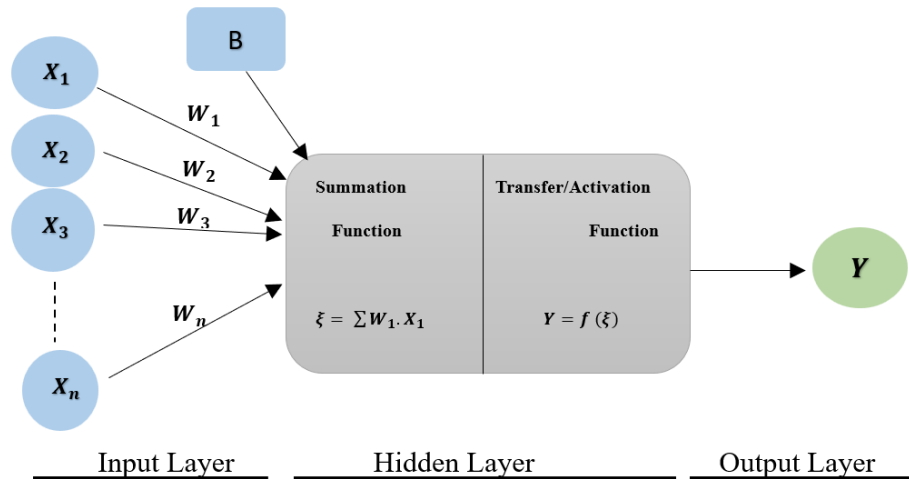 B
X₁
W₁
X₂
W₂
X₃
W₃
Summation
Function
Transfer/Activation
Function
Y
Wₙ
ξ = ∑ W₁. X₁
Y = f (ξ)
Xₙ
Input Layer
Hidden Layer
Output Layer